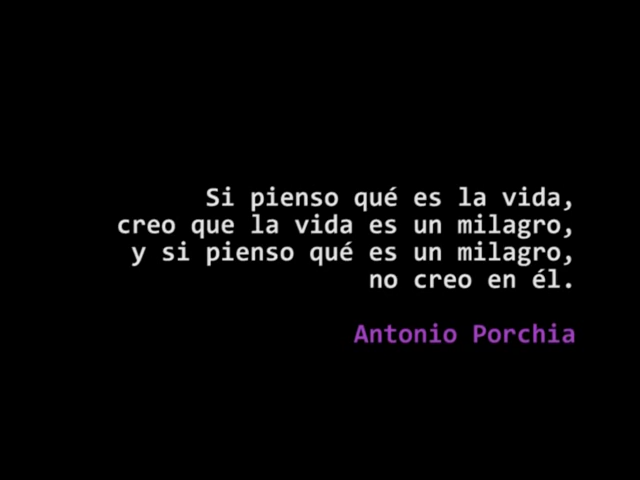 Si pienso qué es la vida,
creo que la vida es un milagro,
y si pienso qué es un milagro,
no creo en él.
Antonio Porchia